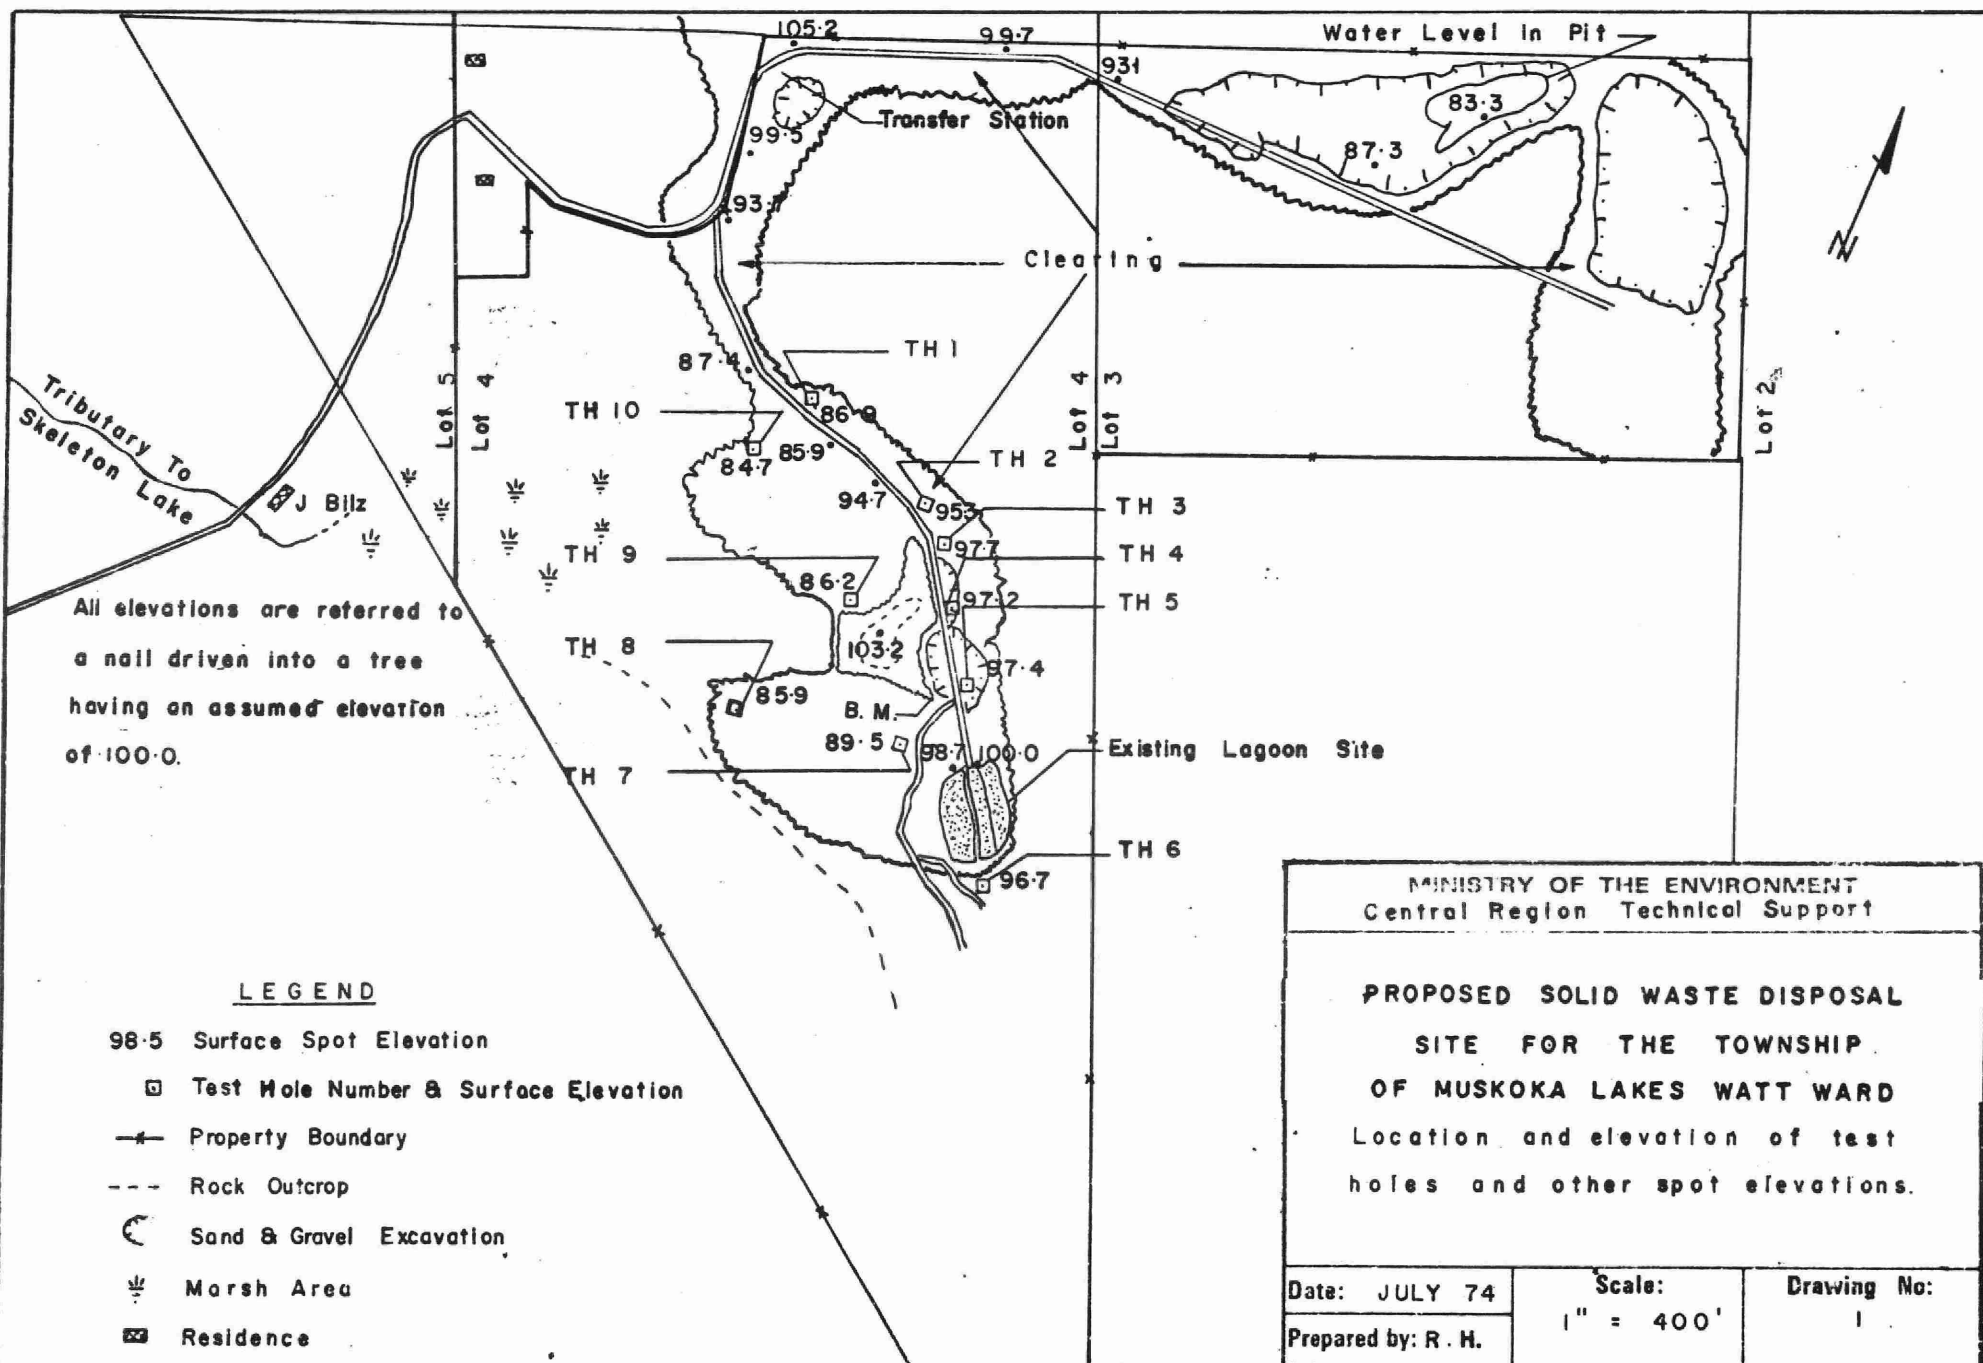 105·2
99·7
Water Level In Pit
931
83·3
Transfer Station
99·5
87·3
93·7
Clearing
N
TH 1
87·4
Lot 5
Lot 4
Lot 4
Lot 3
Lot 2
Tributary To
Skeleton Lake
TH 10
86·9
84·7
85·9
TH 2
94·7
95·3
TH 3
J Bilz
97·7
TH 9
TH 4
86·2
97·2
TH 5
All elevations are referred to
a nail driven into a tree
having an assumed elevation
of 100·0.
TH 8
103·2
97·4
85·9
B. M.
89·5
98·7
100·0
Existing Lagoon Site
TH 7
TH 6
96·7
LEGEND
98·5 Surface Spot Elevation
Test Hole Number & Surface Elevation
Property Boundary
Rock Outcrop
Sand & Gravel Excavation
Marsh Area
Residence
MINISTRY OF THE ENVIRONMENT
Central Region Technical Support
PROPOSED SOLID WASTE DISPOSAL
SITE FOR THE TOWNSHIP
OF MUSKOKA LAKES WATT WARD
Location and elevation of test
holes and other spot elevations.
Date: JULY 74
Prepared by: R. H.
Scale:
1" = 400'
Drawing No:
1